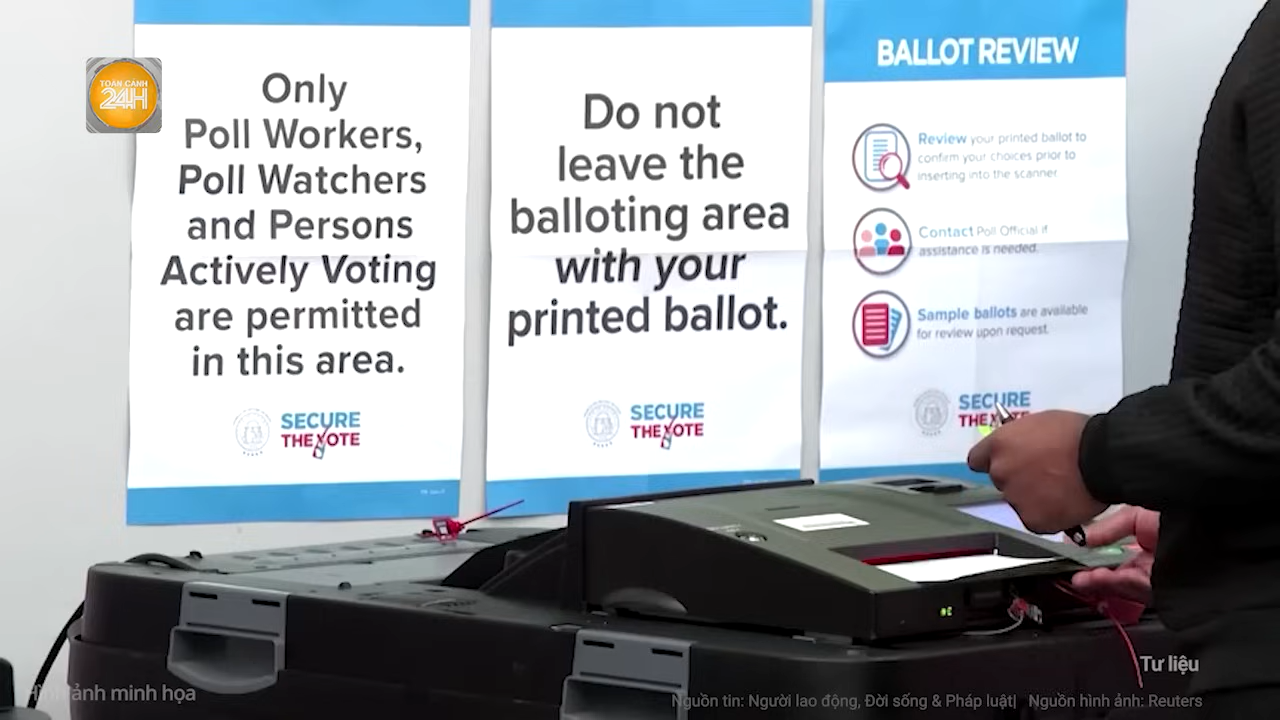 TOÀN CẢNH
24H
Only
Poll Workers,
Poll Watchers
and Persons
Actively Voting
are permitted
in this area.
SECURE
THE VOTE
Do not
leave the
balloting area
with your
printed ballot.
SECURE
THE VOTE
BALLOT REVIEW
Review your printed ballot to
confirm your choices prior to
inserting into the scanner.
Contact Poll Official if
assistance is needed.
Sample ballots are available
for review upon request.
SECURE
THE VOTE
Tư liệu
Hình ảnh minh họa
Nguồn tin: Người lao động, Đời sống & Pháp luật| Nguồn hình ảnh: Reuters